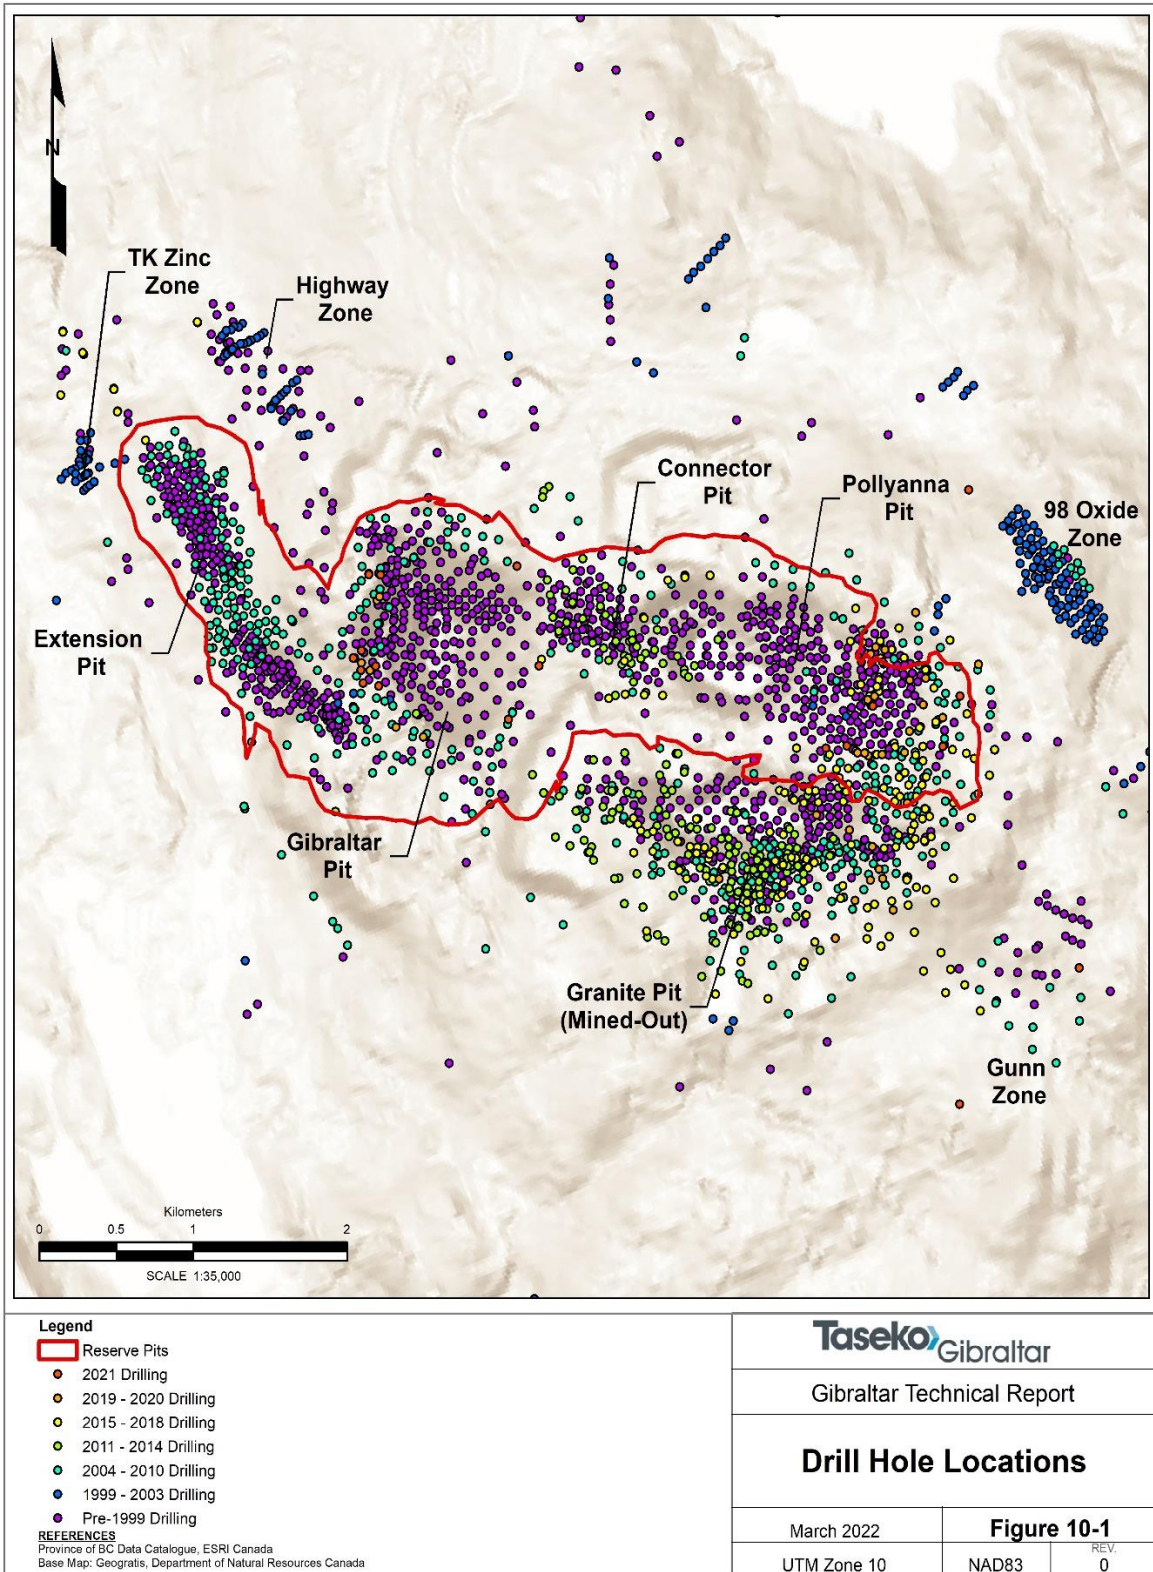 N
TK Zinc
Zone
Highway
Zone
Connector
Pit
Pollyanna
Pit
98 Oxide
Zone
Extension
Pit
Gibraltar
Pit
Granite Pit
(Mined-Out)
Gunn
Zone
Kilometers
0 0.5 1 2
SCALE 1:35,000
Legend
Reserve Pits
2021 Drilling
2019 - 2020 Drilling
2015 - 2018 Drilling
2011 - 2014 Drilling
2004 - 2010 Drilling
1999 - 2003 Drilling
Pre-1999 Drilling
REFERENCES
Province of BC Data Catalogue, ESRI Canada
Base Map: Geogratis, Department of Natural Resources Canada
Taseko Gibraltar
Gibraltar Technical Report
Drill Hole Locations
March 2022
Figure 10-1
UTM Zone 10
NAD83
REV.
0